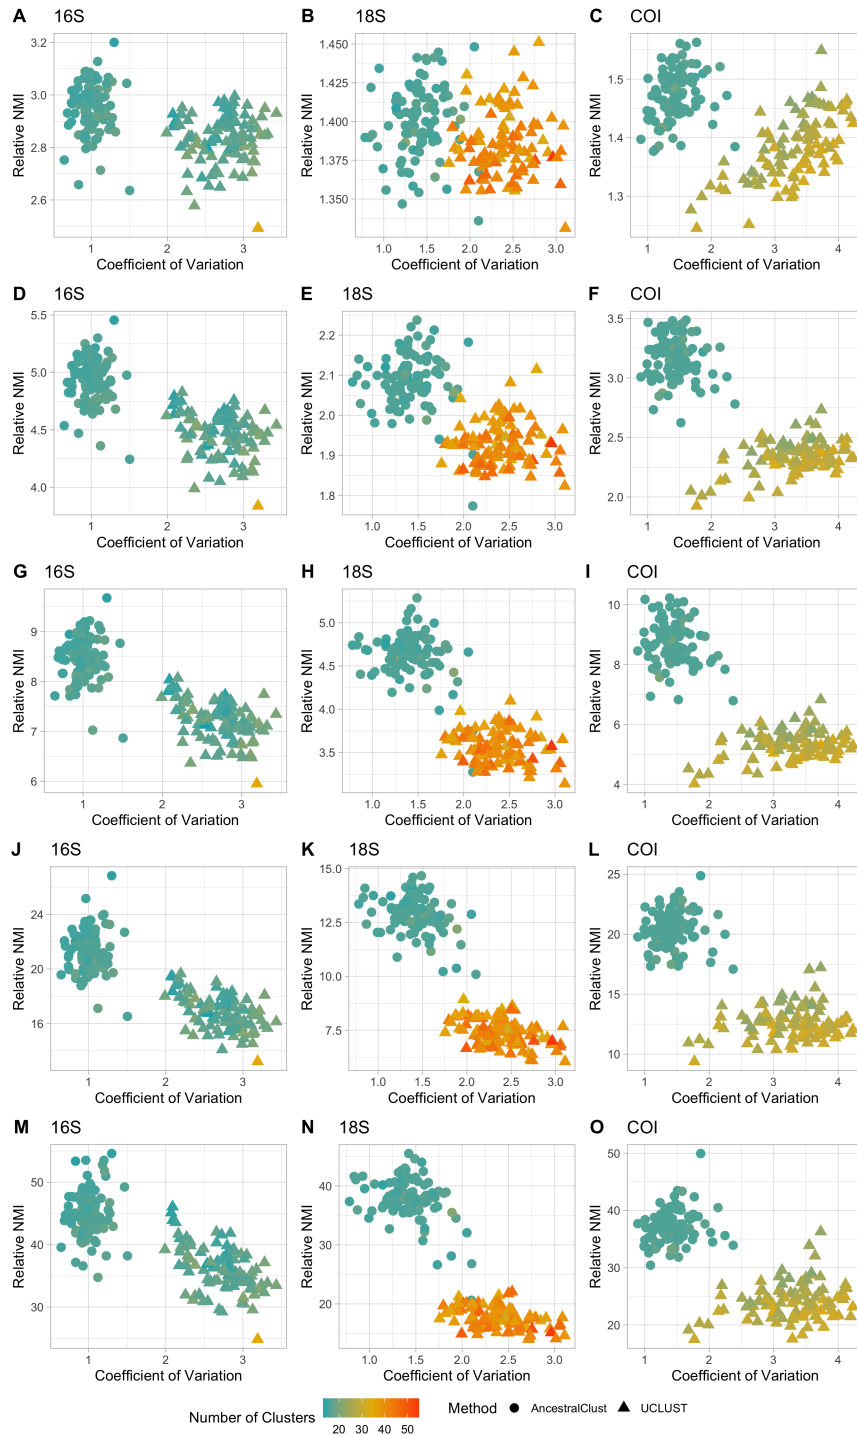 A 16S
B 18S
C COI
Relative NMI
3.2
3.0
2.8
2.6
1 2 3
Coefficient of Variation
Relative NMI
1.450
1.425
1.400
1.375
1.350
1.0 1.5 2.0 2.5 3.0
Coefficient of Variation
Relative NMI
1.5
1.4
1.3
1 2 3 4
Coefficient of Variation
D 16S
E 18S
F COI
Relative NMI
5.5
5.0
4.5
4.0
1 2 3
Coefficient of Variation
Relative NMI
2.2
2.1
2.0
1.9
1.8
1.0 1.5 2.0 2.5 3.0
Coefficient of Variation
Relative NMI
3.5
3.0
2.5
2.0
1 2 3 4
Coefficient of Variation
G 16S
H 18S
I COI
Relative NMI
9
8
7
6
1 2 3
Coefficient of Variation
Relative NMI
5.0
4.5
4.0
3.5
1.0 1.5 2.0 2.5 3.0
Coefficient of Variation
Relative NMI
10
8
6
4
1 2 3 4
Coefficient of Variation
J 16S
K 18S
L COI
Relative NMI
24
20
16
1 2 3
Coefficient of Variation
Relative NMI
15.0
12.5
10.0
7.5
1.0 1.5 2.0 2.5 3.0
Coefficient of Variation
Relative NMI
25
20
15
10
1 2 3 4
Coefficient of Variation
M 16S
N 18S
O COI
Relative NMI
50
40
30
1 2 3
Coefficient of Variation
Relative NMI
40
30
20
1.0 1.5 2.0 2.5 3.0
Coefficient of Variation
Relative NMI
50
40
30
20
1 2 3 4
Coefficient of Variation
Number of Clusters 20 30 40 50 Method AncestralClust UCLUST